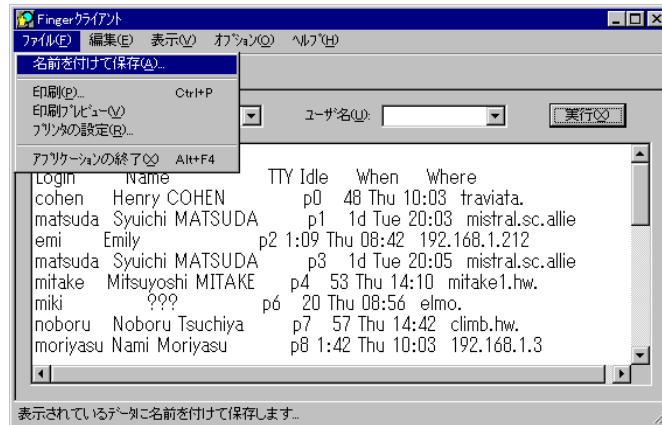 Fingerクライアント
ファイル(F) 編集(E) 表示(V) オプション(O) ヘルプ(H)
名前を付けて保存(A)...
印刷(P)... Ctrl+P
印刷プレビュー(V)
プリンタの設定(R)...
アプリケーションの終了(X) Alt+F4
ユーザ名(U):
実行(X)
Login Name TTY Idle When Where
cohen Henry COHEN p0 48 Thu 10:03 traviata.
matsuda Syuichi MATSUDA p1 1d Tue 20:03 mistral.sc.allie
emi Emily p2 1:09 Thu 08:42 192.168.1.212
matsuda Syuichi MATSUDA p3 1d Tue 20:05 mistral.sc.allie
mitake Mitsuyoshi MITAKE p4 53 Thu 14:10 mitake1.hw.
miki ??? p6 20 Thu 08:56 elmo.
noboru Noboru Tsuchiya p7 57 Thu 14:42 climb.hw.
moriyasu Nami Moriyasu p8 1:42 Thu 10:03 192.168.1.3
表示されているデータに名前を付けて保存します...